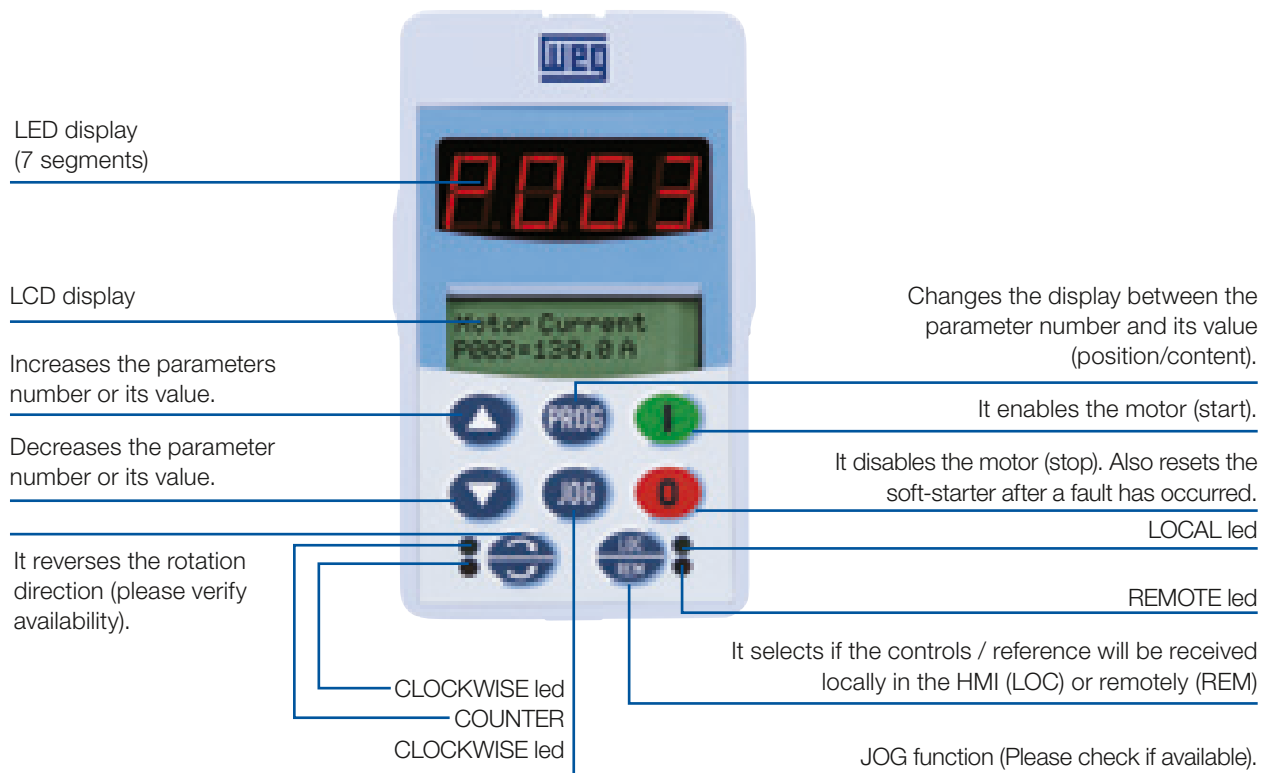 weg
LED display
(7 segments)
P003
LCD display
Motor Current
P003=130.0 A
Increases the parameters
number or its value.
Decreases the parameter
number or its value.
It reverses the rotation
direction (please verify
availability).
PROG
I
JOG
0
LOC
REM
CLOCKWISE led
COUNTER
CLOCKWISE led
Changes the display between the
parameter number and its value
(position/content).
It enables the motor (start).
It disables the motor (stop). Also resets the
soft-starter after a fault has occurred.
LOCAL led
REMOTE led
It selects if the controls / reference will be received
locally in the HMI (LOC) or remotely (REM)
JOG function (Please check if available).